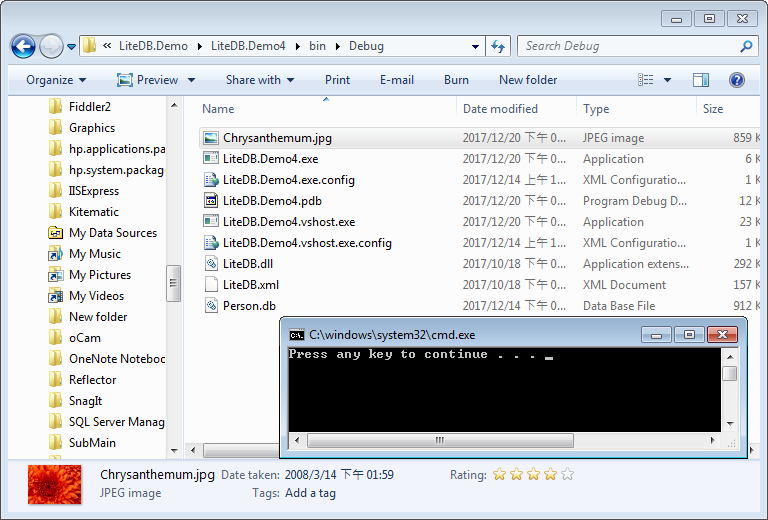 « LiteDB.Demo LiteDB.Demo4 bin Debug Search Debug
Organize Preview Share with Print E-mail Burn New folder
Fiddler2
Graphics
hp.applications.pa
hp.system.packag
IISExpress
Kitematic
My Data Sources
My Music
My Pictures
My Videos
New folder
oCam
OneNote Notebook
Reflector
SnagIt
SQL Server Manag
SubMain
Name Date modified Type Size
Chrysanthemum.jpg 2017/12/20 下午 0... JPEG image 859 K
LiteDB.Demo4.exe 2017/12/20 下午 0... Application 6 K
LiteDB.Demo4.exe.config 2017/12/14 上午 1... XML Configuratio... 1 K
LiteDB.Demo4.pdb 2017/12/20 下午 0... Program Debug D... 12 K
LiteDB.Demo4.vshost.exe 2017/12/20 下午 0... Application 23 K
LiteDB.Demo4.vshost.exe.config 2017/12/14 上午 1... XML Configuratio... 1 K
LiteDB.dll 2017/10/18 下午 0... Application extens... 292 K
LiteDB.xml 2017/10/18 下午 0... XML Document 157 K
Person.db 2017/12/14 下午 0... Data Base File 912 K
C:\windows\system32\cmd.exe
Press any key to continue . . . _
Chrysanthemum.jpg Date taken: 2008/3/14 下午 01:59 Rating:
JPEG image Tags: Add a tag